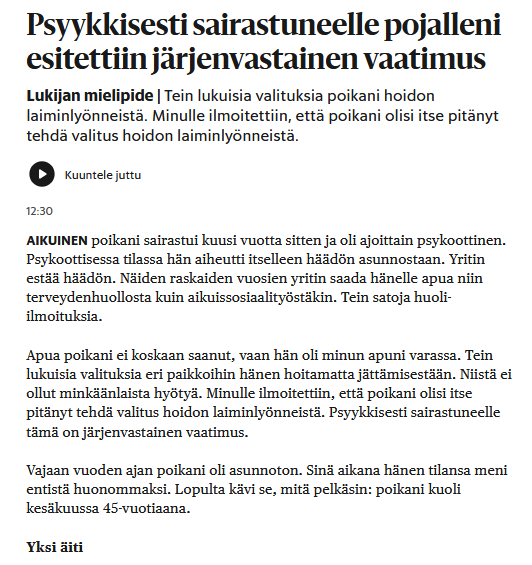 Psyykkisesti sairastuneelle pojalleni
esitettiin järjenvastainen vaatimus
Lukijan mielipide | Tein lukuisia valituksia poikani hoidon
laiminlyönneistä. Minulle ilmoitettiin, että poikani olisi itse pitänyt
tehdä valitus hoidon laiminlyönneistä.
Kuuntele juttu
12:30
AIKUINEN poikani sairastui kuusi vuotta sitten ja oli ajoittain psykoottinen.
Psykoottisessa tilassa hän aiheutti itselleen häädön asunnostaan. Yritin
estää häädön. Näiden raskaiden vuosien yritin saada hänelle apua niin
terveydenhuollosta kuin aikuissosiaalityöstäkin. Tein satoja huoli-
ilmoituksia.
Apua poikani ei koskaan saanut, vaan hän oli minun apuni varassa. Tein
lukuisia valituksia eri paikkoihin hänen hoitamatta jättämisestään. Niistä ei
ollut minkäänlaista hyötyä. Minulle ilmoitettiin, että poikani olisi itse
pitänyt tehdä valitus hoidon laiminlyönneistä. Psyykkisesti sairastuneelle
tämä on järjenvastainen vaatimus.
Vajaan vuoden ajan poikani oli asunnoton. Sinä aikana hänen tilansa meni
entistä huonommaksi. Lopulta kävi se, mitä pelkäsin: poikani kuoli
kesäkuussa 45-vuotiaana.
Yksi äiti